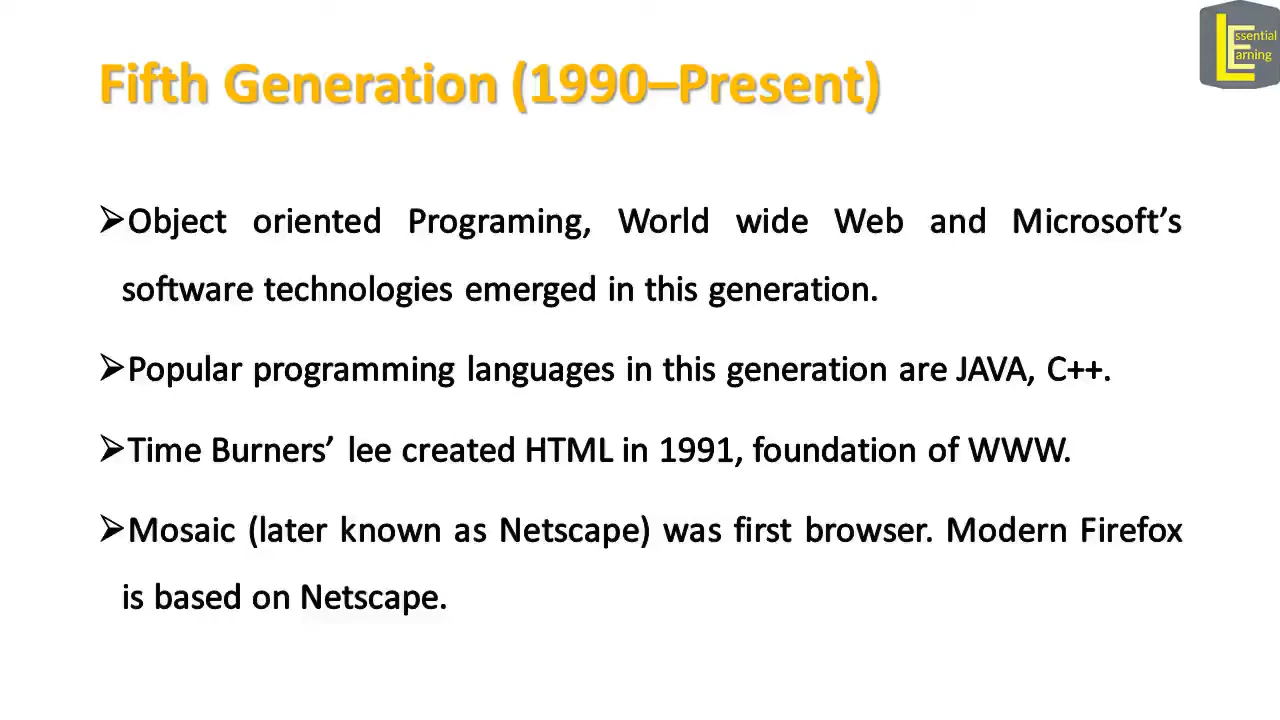 LEssential
Earning
Fifth Generation (1990–Present)
➢Object oriented Programing, World wide Web and Microsoft’s
software technologies emerged in this generation.
➢Popular programming languages in this generation are JAVA, C++.
➢Time Burners’ lee created HTML in 1991, foundation of WWW.
➢Mosaic (later known as Netscape) was first browser. Modern Firefox
is based on Netscape.